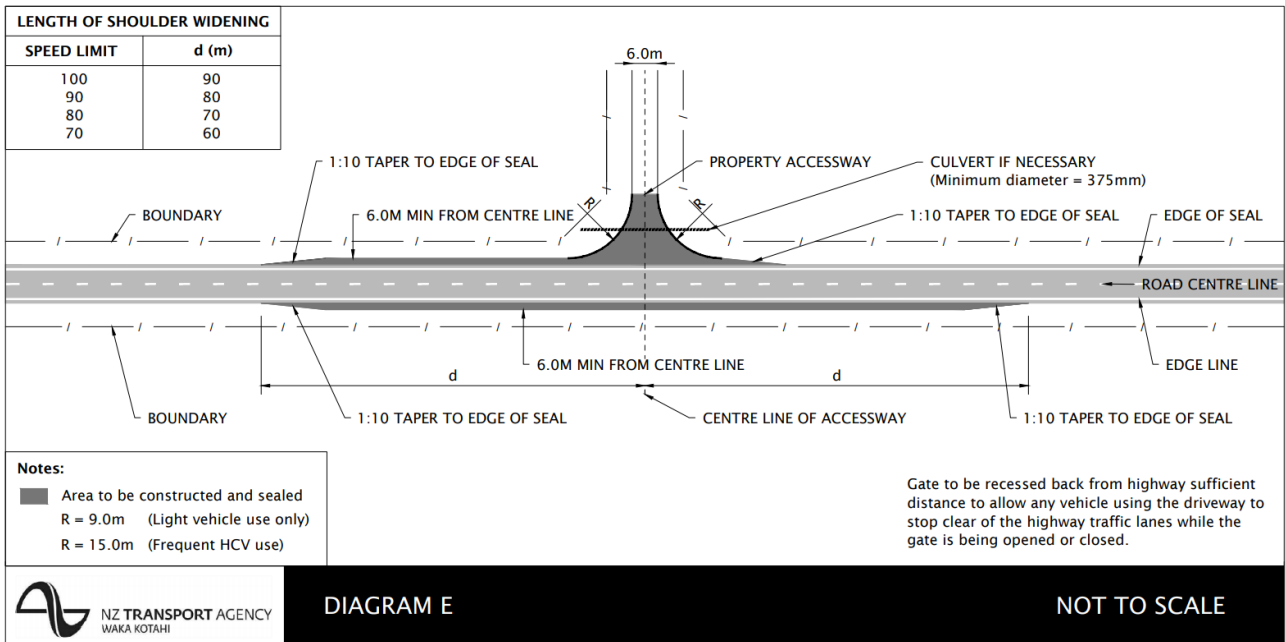 LENGTH OF SHOULDER WIDENING
SPEED LIMIT d (m)
100 90
90 80
80 70
70 60
6.0m
1:10 TAPER TO EDGE OF SEAL
PROPERTY ACCESSWAY
CULVERT IF NECESSARY
(Minimum diameter = 375mm)
R
R
BOUNDARY
6.0M MIN FROM CENTRE LINE
1:10 TAPER TO EDGE OF SEAL
EDGE OF SEAL
ROAD CENTRE LINE
6.0M MIN FROM CENTRE LINE
EDGE LINE
d
d
BOUNDARY
1:10 TAPER TO EDGE OF SEAL
CENTRE LINE OF ACCESSWAY
1:10 TAPER TO EDGE OF SEAL
Notes:
Area to be constructed and sealed
R = 9.0m (Light vehicle use only)
R = 15.0m (Frequent HCV use)
Gate to be recessed back from highway sufficient
distance to allow any vehicle using the driveway to
stop clear of the highway traffic lanes while the
gate is being opened or closed.
NZ TRANSPORT AGENCY
WAKA KOTAHI
DIAGRAM E
NOT TO SCALE